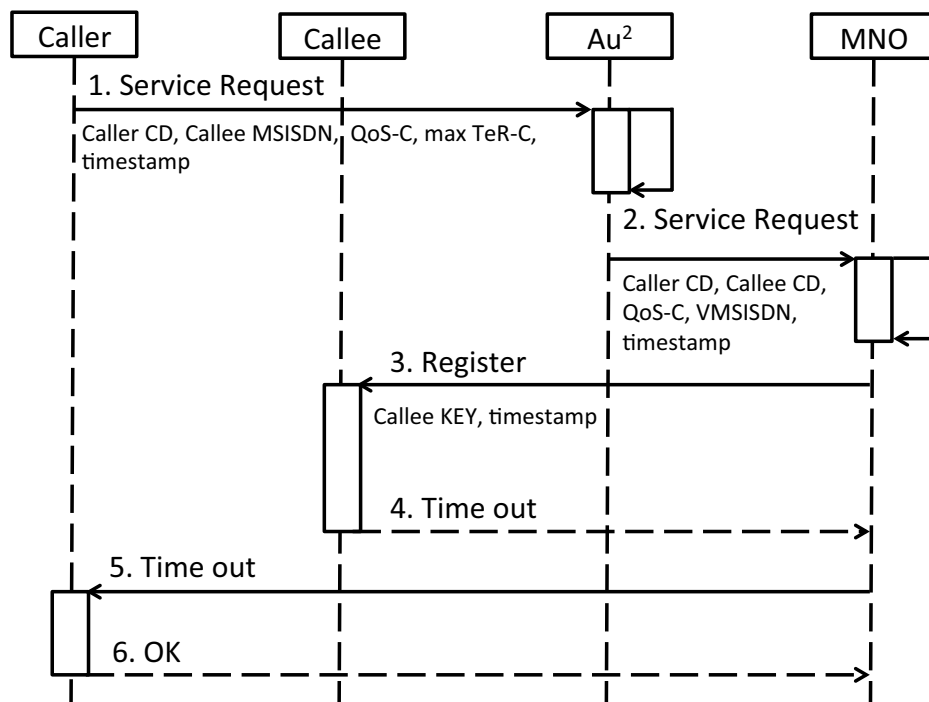 Caller
Callee
Au²
MNO
1. Service Request
Caller CD, Callee MSISDN, QoS-C, max TeR-C,
timestamp
2. Service Request
Caller CD, Callee CD,
QoS-C, VMSISDN,
timestamp
3. Register
Callee KEY, timestamp
4. Time out
5. Time out
6. OK